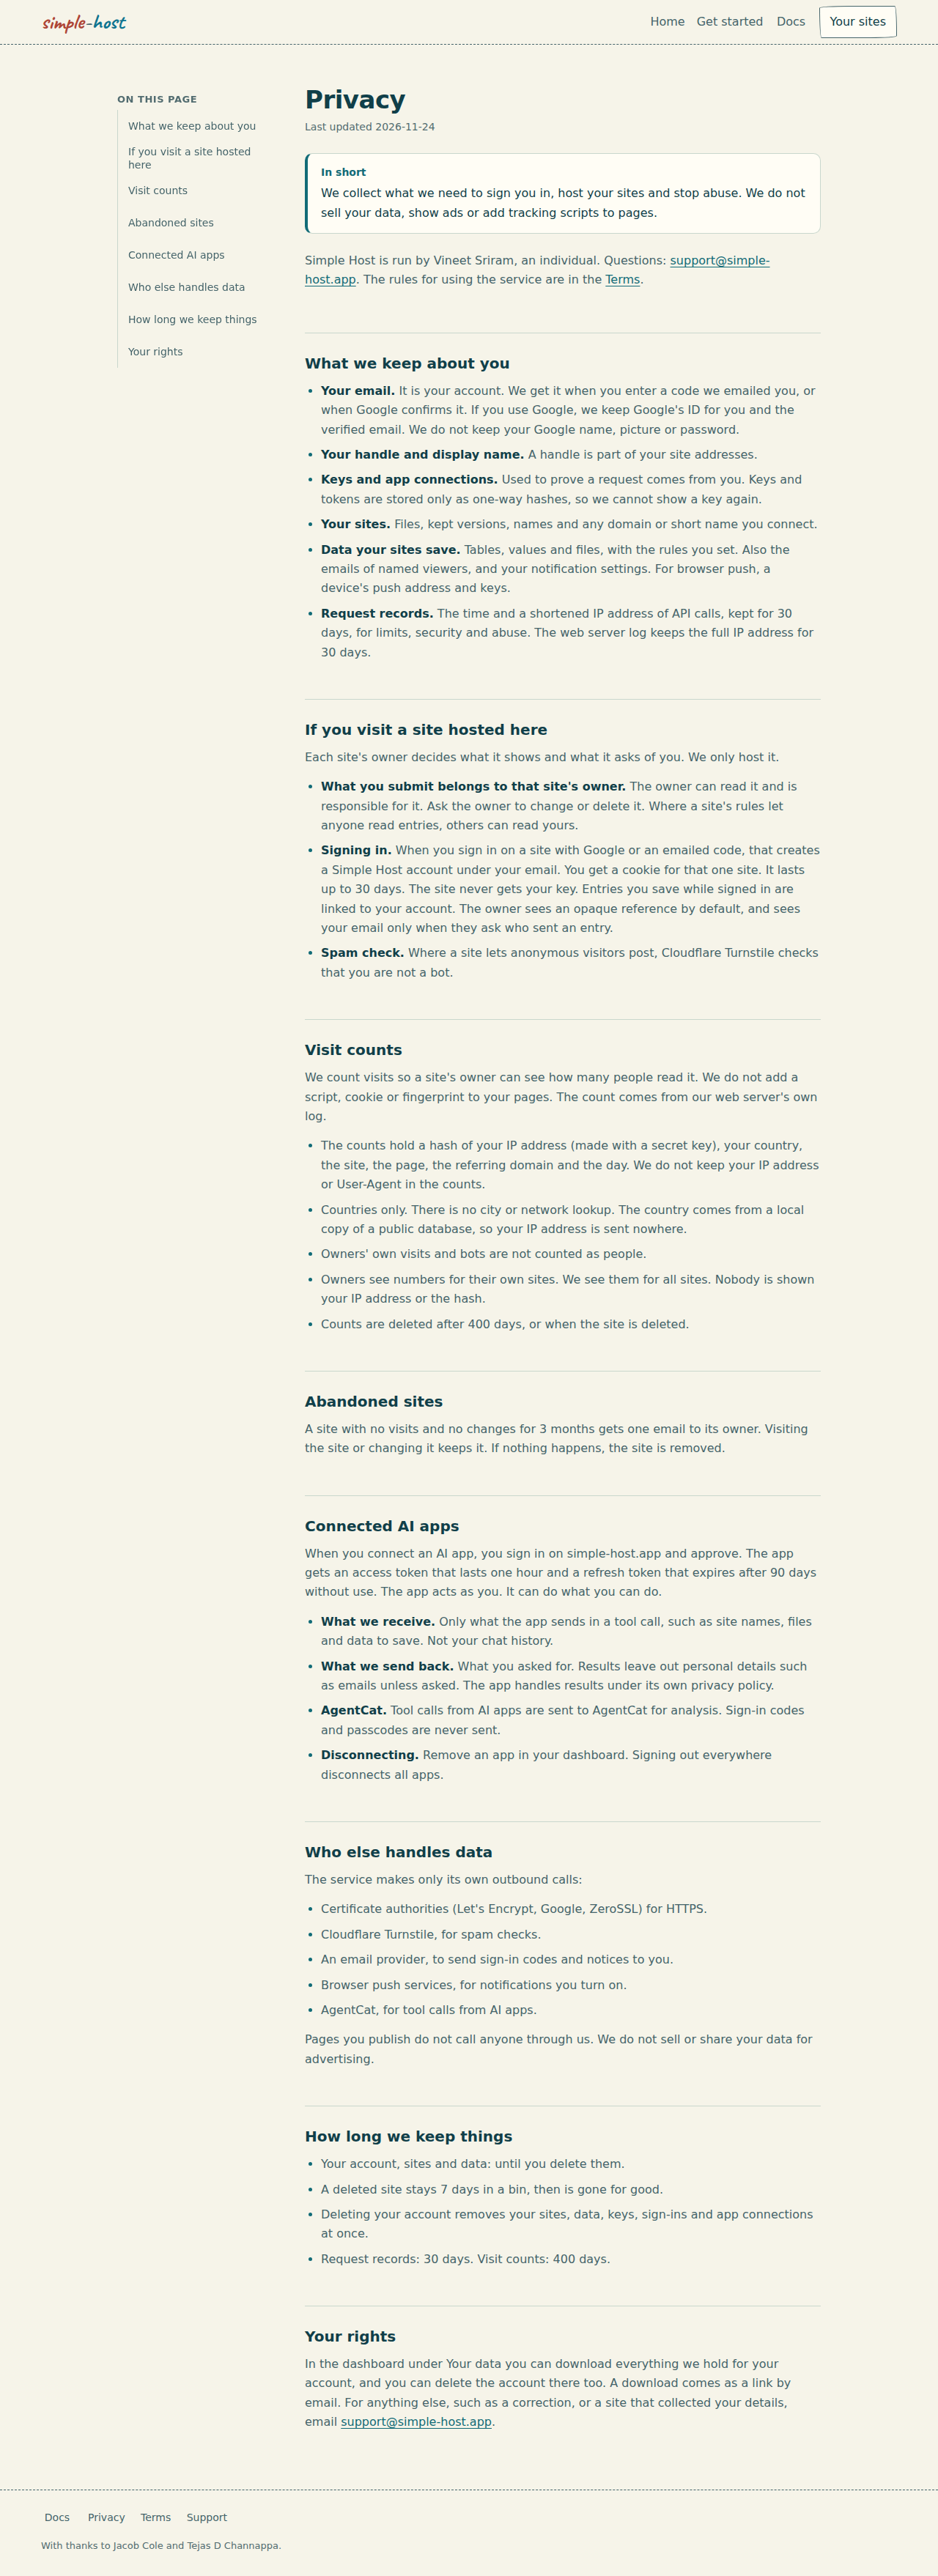 simple-host
Home Get started Docs Your sites
ON THIS PAGE
What we keep about you
If you visit a site hosted
here
Visit counts
Abandoned sites
Connected AI apps
Who else handles data
How long we keep things
Your rights
Privacy
Last updated 2026-11-24
In short
We collect what we need to sign you in, host your sites and stop abuse. We do not
sell your data, show ads or add tracking scripts to pages.
Simple Host is run by Vineet Sriram, an individual. Questions: support@simple-
host.app. The rules for using the service are in the Terms.
What we keep about you
• Your email. It is your account. We get it when you enter a code we emailed you, or
when Google confirms it. If you use Google, we keep Google's ID for you and the
verified email. We do not keep your Google name, picture or password.
• Your handle and display name. A handle is part of your site addresses.
• Keys and app connections. Used to prove a request comes from you. Keys and
tokens are stored only as one-way hashes, so we cannot show a key again.
• Your sites. Files, kept versions, names and any domain or short name you connect.
• Data your sites save. Tables, values and files, with the rules you set. Also the
emails of named viewers, and your notification settings. For browser push, a
device's push address and keys.
• Request records. The time and a shortened IP address of API calls, kept for 30
days, for limits, security and abuse. The web server log keeps the full IP address for
30 days.
If you visit a site hosted here
Each site's owner decides what it shows and what it asks of you. We only host it.
• What you submit belongs to that site's owner. The owner can read it and is
responsible for it. Ask the owner to change or delete it. Where a site's rules let
anyone read entries, others can read yours.
• Signing in. When you sign in on a site with Google or an emailed code, that creates
a Simple Host account under your email. You get a cookie for that one site. It lasts
up to 30 days. The site never gets your key. Entries you save while signed in are
linked to your account. The owner sees an opaque reference by default, and sees
your email only when they ask who sent an entry.
• Spam check. Where a site lets anonymous visitors post, Cloudflare Turnstile checks
that you are not a bot.
Visit counts
We count visits so a site's owner can see how many people read it. We do not add a
script, cookie or fingerprint to your pages. The count comes from our web server's own
log.
• The counts hold a hash of your IP address (made with a secret key), your country,
the site, the page, the referring domain and the day. We do not keep your IP address
or User-Agent in the counts.
• Countries only. There is no city or network lookup. The country comes from a local
copy of a public database, so your IP address is sent nowhere.
• Owners' own visits and bots are not counted as people.
• Owners see numbers for their own sites. We see them for all sites. Nobody is shown
your IP address or the hash.
• Counts are deleted after 400 days, or when the site is deleted.
Abandoned sites
A site with no visits and no changes for 3 months gets one email to its owner. Visiting
the site or changing it keeps it. If nothing happens, the site is removed.
Connected AI apps
When you connect an AI app, you sign in on simple-host.app and approve. The app
gets an access token that lasts one hour and a refresh token that expires after 90 days
without use. The app acts as you. It can do what you can do.
• What we receive. Only what the app sends in a tool call, such as site names, files
and data to save. Not your chat history.
• What we send back. What you asked for. Results leave out personal details such
as emails unless asked. The app handles results under its own privacy policy.
• AgentCat. Tool calls from AI apps are sent to AgentCat for analysis. Sign-in codes
and passcodes are never sent.
• Disconnecting. Remove an app in your dashboard. Signing out everywhere
disconnects all apps.
Who else handles data
The service makes only its own outbound calls:
• Certificate authorities (Let's Encrypt, Google, ZeroSSL) for HTTPS.
• Cloudflare Turnstile, for spam checks.
• An email provider, to send sign-in codes and notices to you.
• Browser push services, for notifications you turn on.
• AgentCat, for tool calls from AI apps.
Pages you publish do not call anyone through us. We do not sell or share your data for
advertising.
How long we keep things
• Your account, sites and data: until you delete them.
• A deleted site stays 7 days in a bin, then is gone for good.
• Deleting your account removes your sites, data, keys, sign-ins and app connections
at once.
• Request records: 30 days. Visit counts: 400 days.
Your rights
In the dashboard under Your data you can download everything we hold for your
account, and you can delete the account there too. A download comes as a link by
email. For anything else, such as a correction, or a site that collected your details,
email support@simple-host.app.
Docs Privacy Terms Support
With thanks to Jacob Cole and Tejas D Channappa.